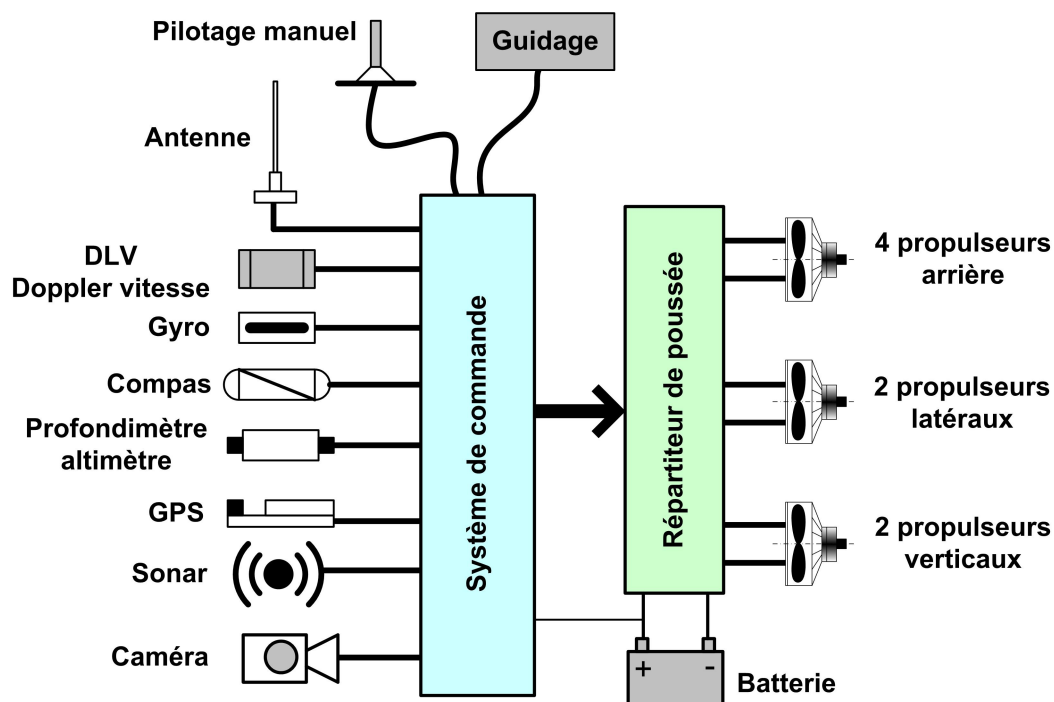 Pilotage manuel
Guidage
Antenne
DLV
Doppler vitesse
Gyro
Compas
Profondimètre
altimètre
GPS
Sonar
Caméra
Système de commande
Répartiteur de poussée
4 propulseurs
arrière
2 propulseurs
latéraux
2 propulseurs
verticaux
+ -
Batterie